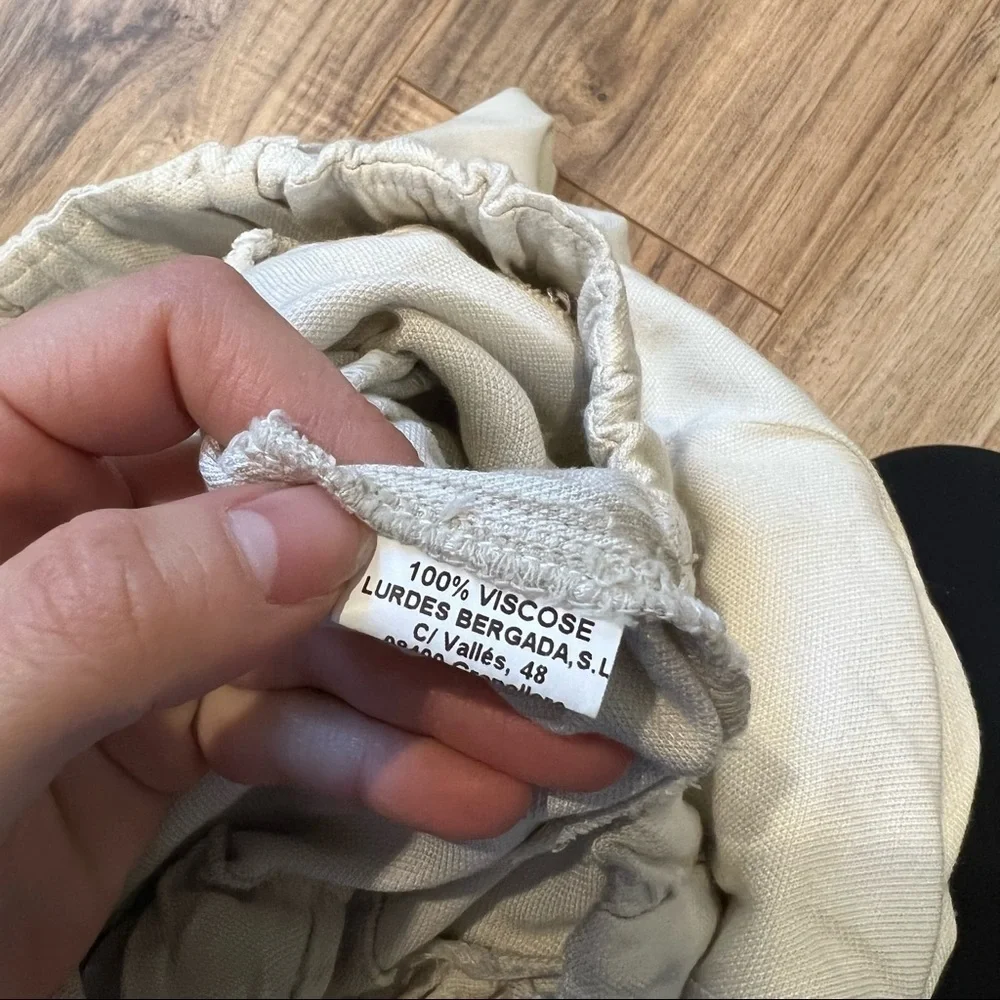 100% VISCOSE
LURDES BERGADA, S.L
C/ Vallés, 48